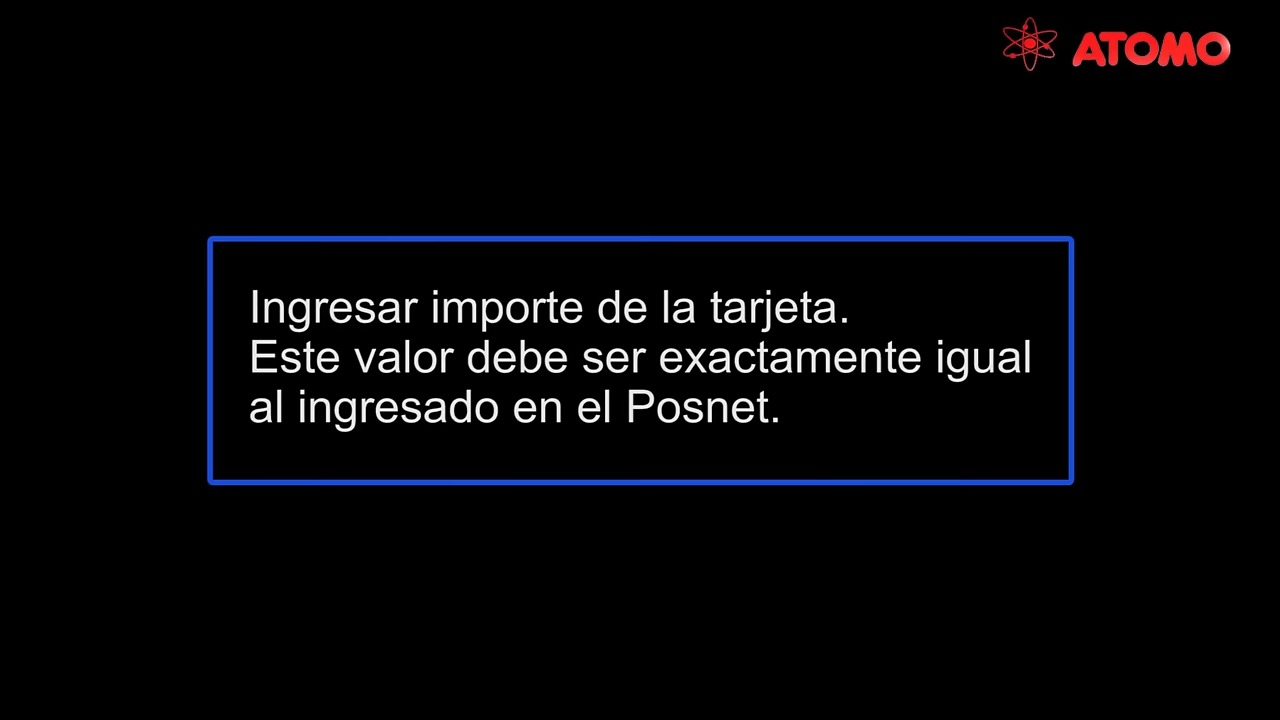 ATOMO
Ingresar importe de la tarjeta.
Este valor debe ser exactamente igual
al ingresado en el Posnet.